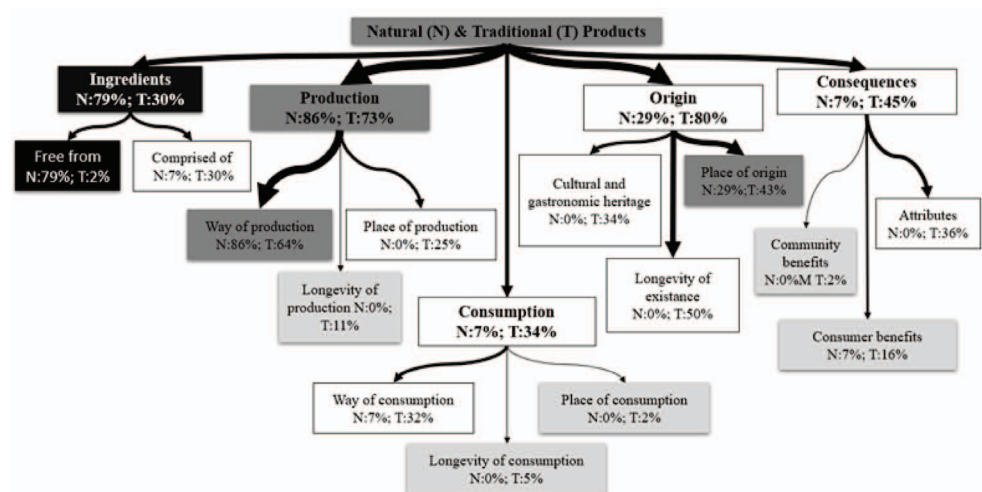 Natural (N) & Traditional (T) Products
Ingredients
N:79%; T:30%
Free from
N:79%; T:2%
Comprised of
N:7%; T:30%
Production
N:86%; T:73%
Way of production
N:86%; T:64%
Place of production
N:0%; T:25%
Longevity of
production N:0%;
T:11%
Consumption
N:7%; T:34%
Way of consumption
N:7%; T:32%
Place of consumption
N:0%; T:2%
Longevity of consumption
N:0%; T:5%
Origin
N:29%; T:80%
Cultural and
gastronomic heritage
N:0%; T:34%
Place of origin
N:29%;T:43%
Longevity of
existance
N:0%; T:50%
Consequences
N:7%; T:45%
Community
benefits
N:0%M T:2%
Attributes
N:0%; T:36%
Consumer benefits
N:7%; T:16%